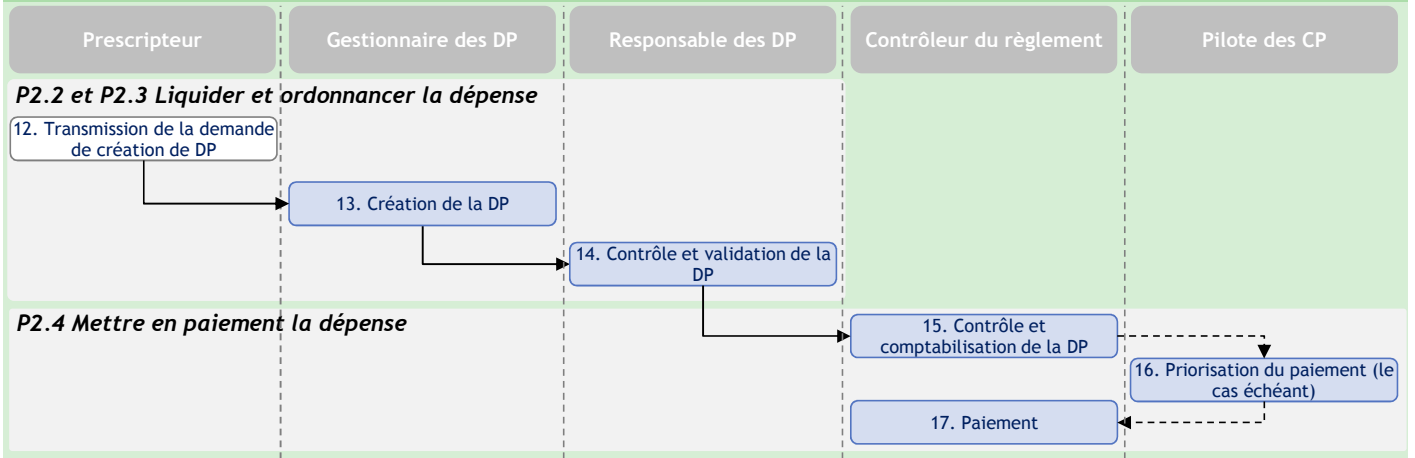 Prescripteur
Gestionnaire des DP
Responsable des DP
Contrôleur du règlement
Pilote des CP
P2.2 et P2.3 Liquider et ordonnancer la dépense
12. Transmission de la demande
de création de DP
13. Création de la DP
14. Contrôle et validation de la
DP
P2.4 Mettre en paiement la dépense
15. Contrôle et
comptabilisation de la DP
16. Priorisation du paiement (le
cas échéant)
17. Paiement